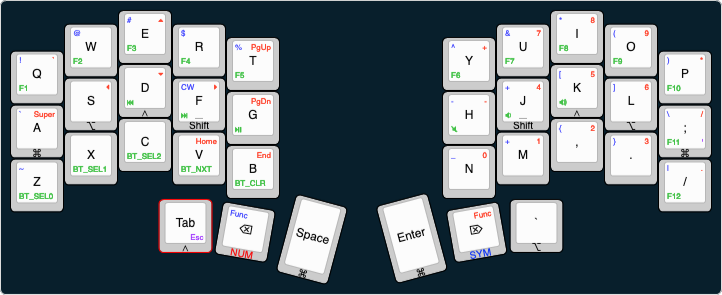 ! ` Q F1
@ W F2
# E F3
$ R F4
% PgUp T F5
^ + Y F6
& 7 U F7
* 8 I F8
( 9 O F9
) * P F10
` Super A ⌘
S ⌥
D ⏭ ^
CW F ⏭ Shift
PgDn G ⏯
- H
+ 4 J Shift
[ 5 K ^
] 6 L ⌥
\ / ; F11 ⌘
~ Z BT_SEL0
X BT_SEL1
C BT_SEL2
Home V BT_NXT
End B BT_CLR
_ 0 N
+ 1 M
{ 2 ,
} 3 .
| . / F12
Tab Esc ^
Func ⌫ NUM
Space ⌘
Enter ⌘
Func ⌦ SYM
` ⌥